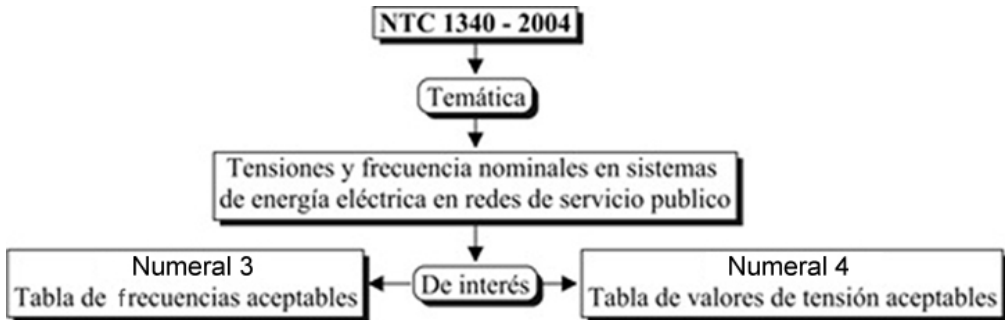 NTC 1340 - 2004
Temática
Tensiones y frecuencia nominales en sistemas
de energía eléctrica en redes de servicio publico
Numeral 3
Tabla de frecuencias aceptables
De interés
Numeral 4
Tabla de valores de tensión aceptables